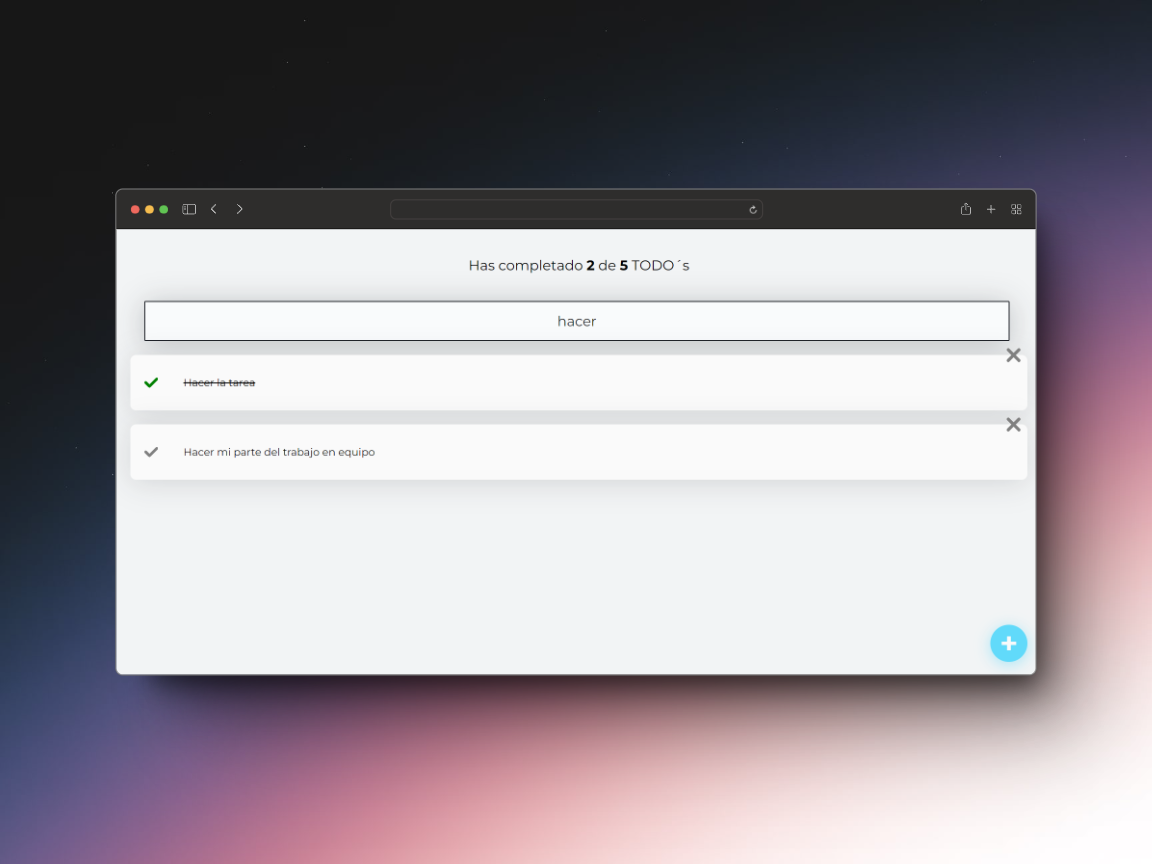 Has completado 2 de 5 TODO´s
hacer
Hacer la tarea
Hacer mi parte del trabajo en equipo